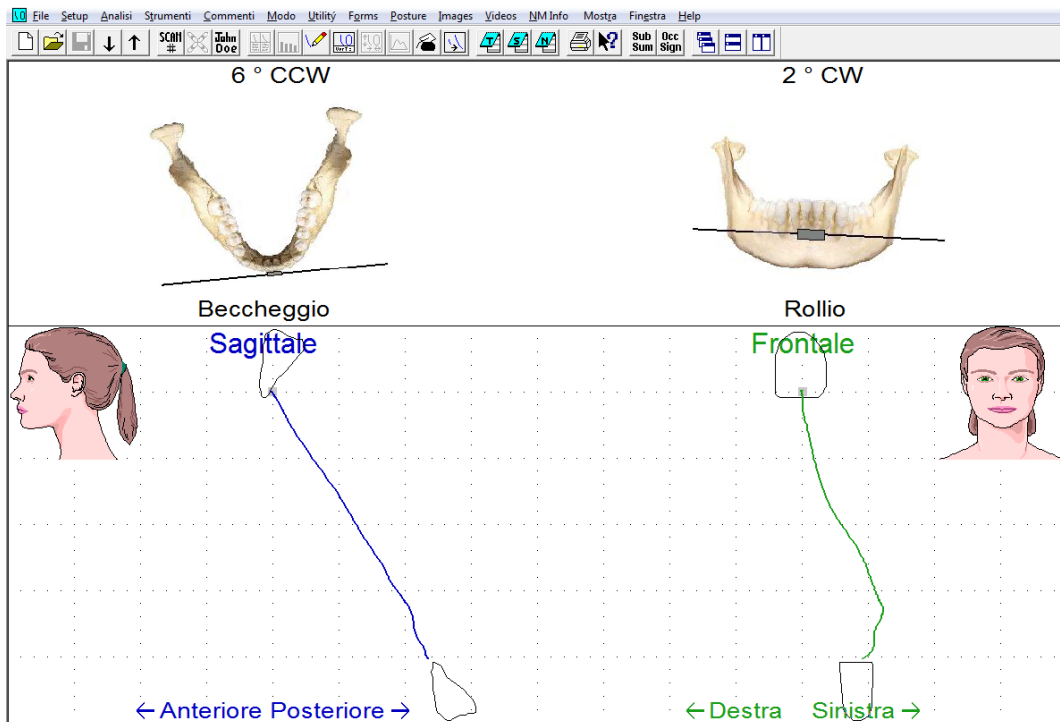 File Setup Analisi Strumenti Commenti Modo Utilitý Forms Posture Images Videos NM Info Mostra Finestra Help
SCAN # John Doe T S N Sub Sum Occ Sign
6 ° CCW 2 ° CW
Beccheggio Rollio
Sagittale Frontale
← Anteriore Posteriore → ← Destra Sinistra →